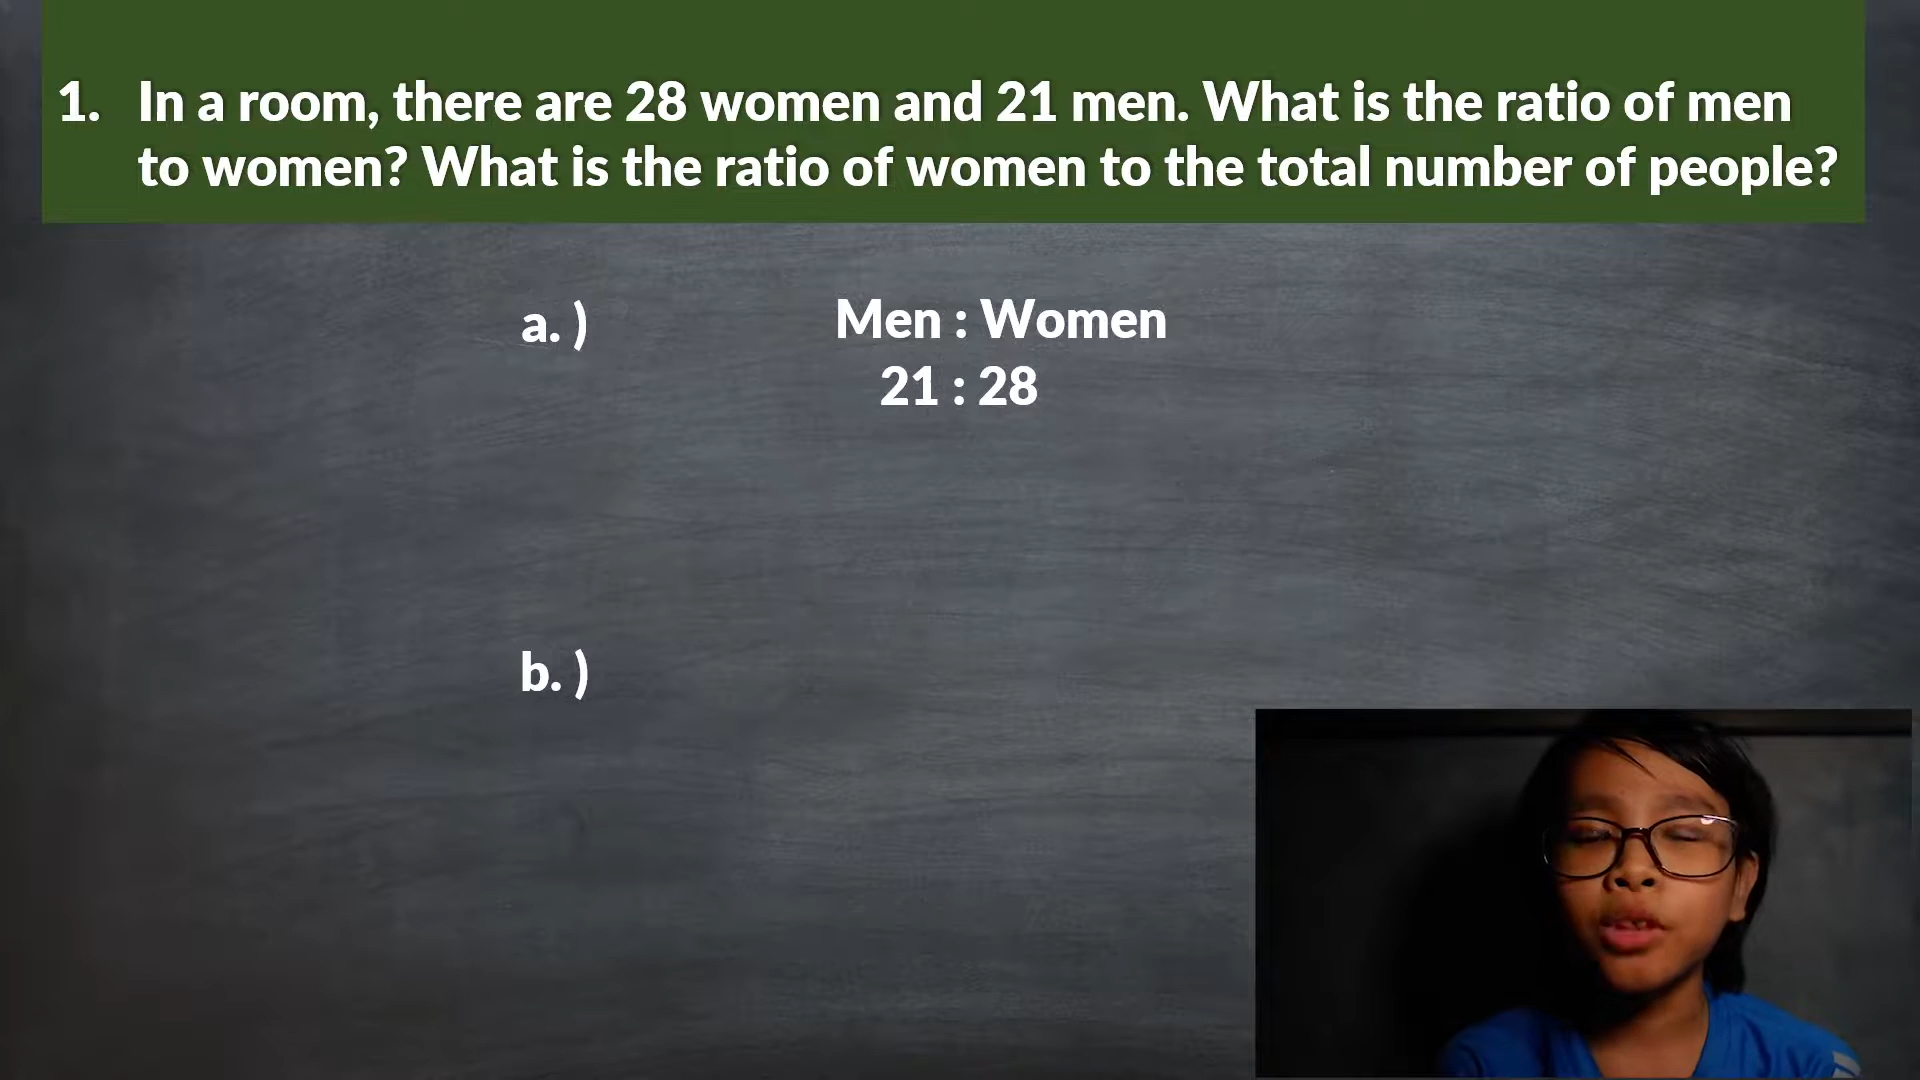 1. In a room, there are 28 women and 21 men. What is the ratio of men
to women? What is the ratio of women to the total number of people?
a. ) Men : Women
21 : 28
b. )